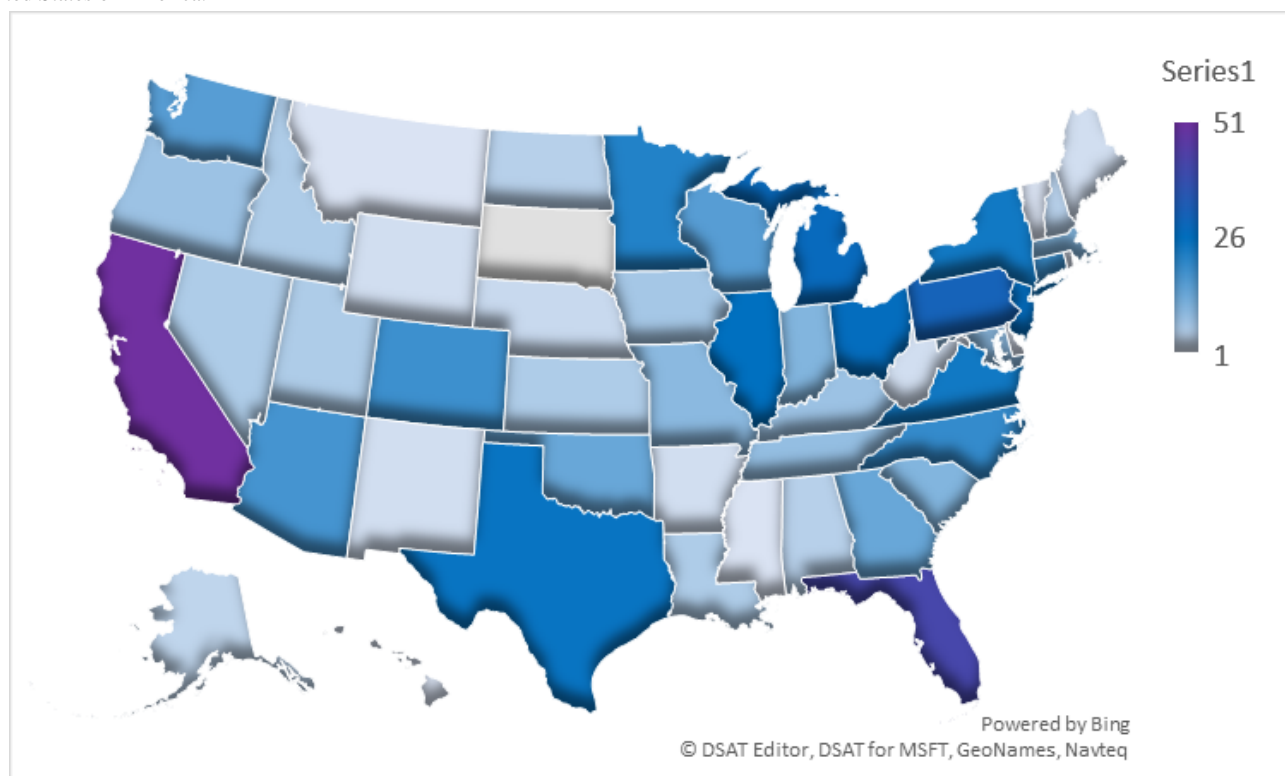 Series1
51
26
1
Powered by Bing
© DSAT Editor, DSAT for MSFT, GeoNames, Navteq